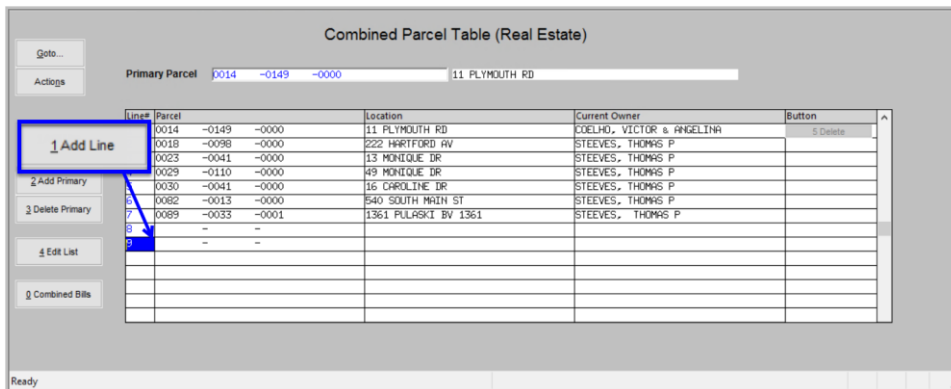 Combined Parcel Table (Real Estate)
Goto...
Actions
Primary Parcel 0014 -0149 -0000 11 PLYMOUTH RD
Line# Parcel Location Current Owner Button
0014 -0149 -0000 11 PLYMOUTH RD COELHO, VICTOR & ANGELINA 5 Delete
1 Add Line
0018 -0098 -0000 222 HARTFORD AV STEEVES, THOMAS P
0023 -0041 -0000 13 MONIQUE DR STEEVES, THOMAS P
0029 -0110 -0000 49 MONIQUE DR STEEVES, THOMAS P
2 Add Primary
0030 -0041 -0000 16 CAROLINE DR STEEVES, THOMAS P
6 0082 -0013 -0000 540 SOUTH MAIN ST STEEVES, THOMAS P
3 Delete Primary
7 0089 -0033 -0001 1361 PULASKI BV 1361 STEEVES, THOMAS P
8 - -
9 - -
4 Edit List
0 Combined Bills
Ready